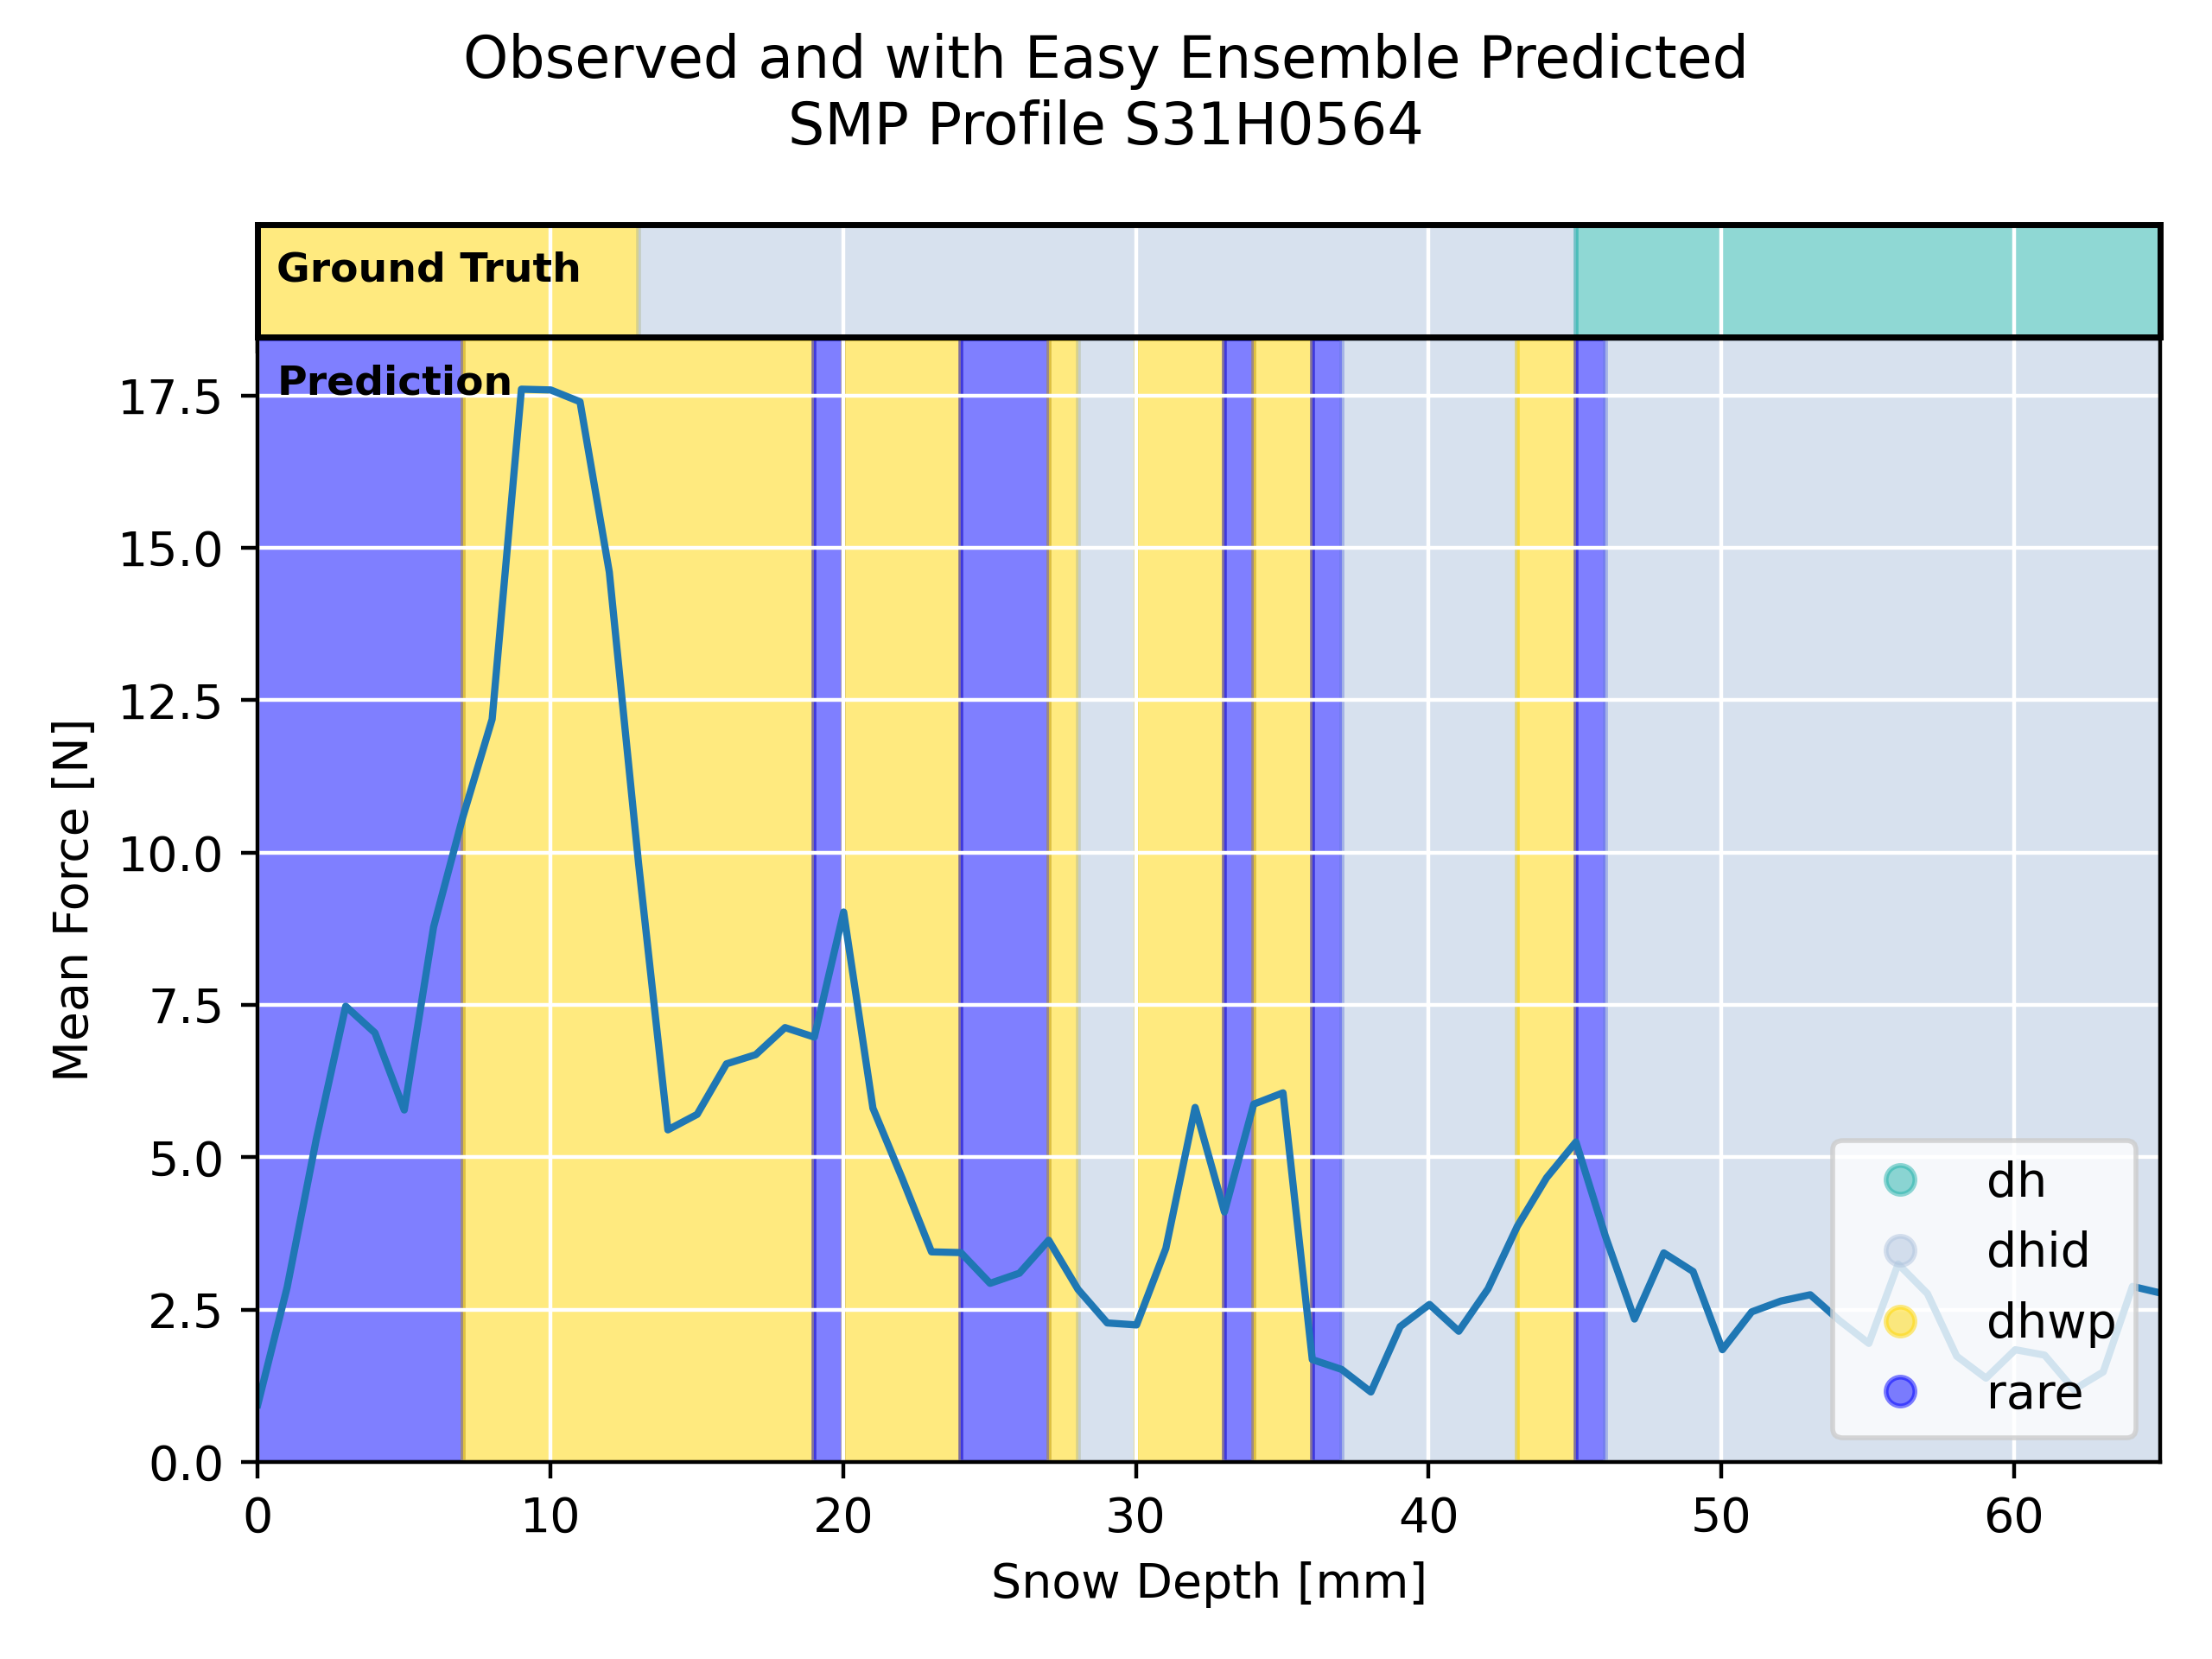 Observed and with Easy Ensemble Predicted
SMP Profile S31H0564
Ground Truth
Prediction
17.5
15.0
12.5
10.0
7.5
5.0
2.5
0.0
Mean Force [N]
dh
dhid
dhwp
rare
0 10 20 30 40 50 60
Snow Depth [mm]